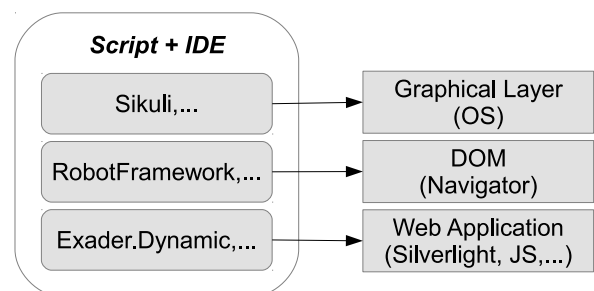 Script + IDE
Sikuli,...
Graphical Layer
(OS)
RobotFramework,...
DOM
(Navigator)
Exader.Dynamic,...
Web Application
(Silverlight, JS,...)